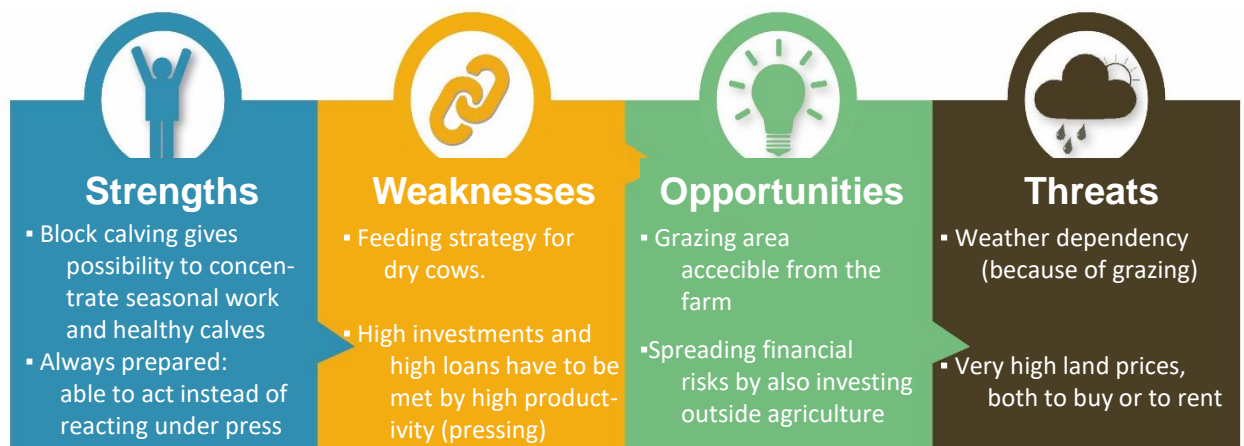 Strengths
▪ Block calving gives
possibility to concen-
trate seasonal work
and healthy calves
▪ Always prepared:
able to act instead of
reacting under press
Weaknesses
▪ Feeding strategy for
dry cows.
▪ High investments and
high loans have to be
met by high product-
ivity (pressing)
Opportunities
▪ Grazing area
accecible from the
farm
▪Spreading financial
risks by also investing
outside agriculture
Threats
▪ Weather dependency
(because of grazing)
▪ Very high land prices,
both to buy or to rent